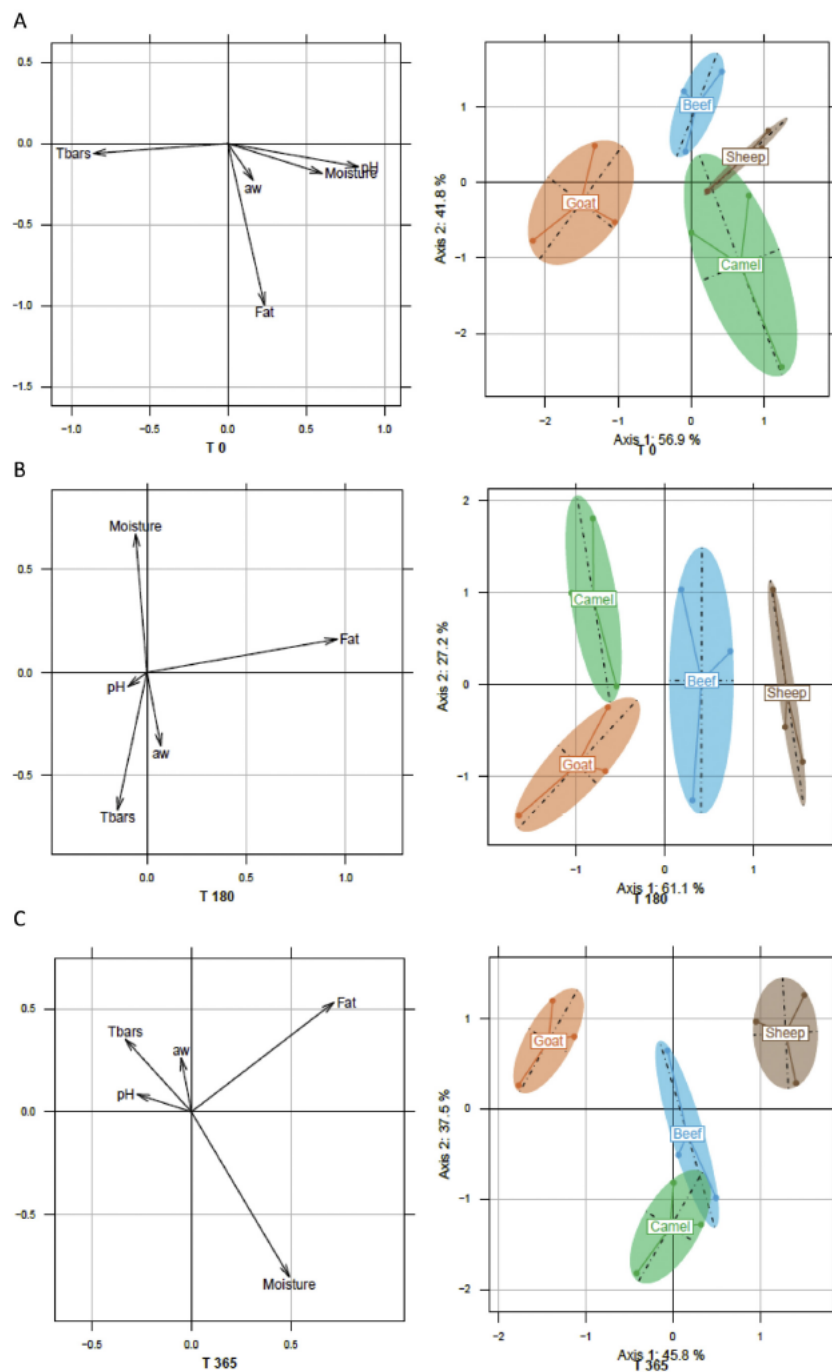 A
0.5
0.0
-0.5
-1.0
-1.5
Tbars
pH
Moisture
aw
Fat
-1.0 -0.5 0.0 0.5 1.0
T 0
Axis 2: 41.8 %
1
0
-1
-2
Beef
Sheep
Goat
Camel
-2 -1 0 1
Axis 1: 56.9 %
T 0
B
0.5
0.0
-0.5
Moisture
Fat
pH
aw
Tbars
0.0 0.5 1.0
T 180
Axis 2: 27.2 %
2
1
0
-1
Camel
Beef
Sheep
Goat
-1 0 1
Axis 1: 61.1 %
T 180
C
0.5
0.0
-0.5
Fat
Tbars
aw
pH
Moisture
-0.5 0.0 0.5
T 365
Axis 2: 37.5 %
1
0
-1
-2
Goat
Sheep
Beef
Camel
-2 -1 0 1
Axis 1: 45.8 %
T 365